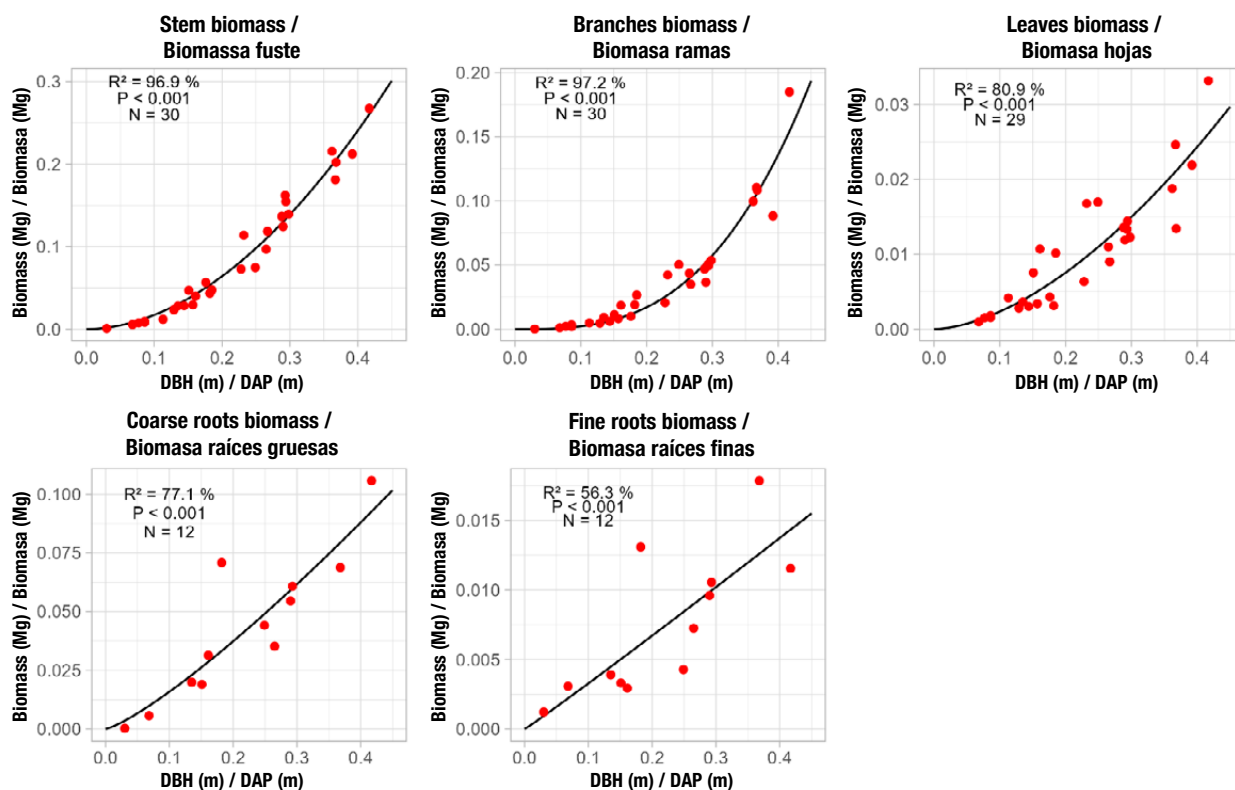 Stem biomass /
Biomassa fuste
R² = 96.9 %
P < 0.001
N = 30
Biomass (Mg) / Biomasa (Mg)
0.3
0.2
0.1
0.0
0.0 0.1 0.2 0.3 0.4
DBH (m) / DAP (m)
Branches biomass /
Biomasa ramas
R² = 97.2 %
P < 0.001
N = 30
Biomass (Mg) / Biomasa (Mg)
0.20
0.15
0.10
0.05
0.00
0.0 0.1 0.2 0.3 0.4
DBH (m) / DAP (m)
Leaves biomass /
Biomasa hojas
R² = 80.9 %
P < 0.001
N = 29
Biomass (Mg) / Biomasa (Mg)
0.03
0.02
0.01
0.00
0.0 0.1 0.2 0.3 0.4
DBH (m) / DAP (m)
Coarse roots biomass /
Biomasa raíces gruesas
R² = 77.1 %
P < 0.001
N = 12
Biomass (Mg) / Biomasa (Mg)
0.100
0.075
0.050
0.025
0.000
0.0 0.1 0.2 0.3 0.4
DBH (m) / DAP (m)
Fine roots biomass /
Biomasa raíces finas
R² = 56.3 %
P < 0.001
N = 12
Biomass (Mg) / Biomasa (Mg)
0.015
0.010
0.005
0.000
0.0 0.1 0.2 0.3 0.4
DBH (m) / DAP (m)